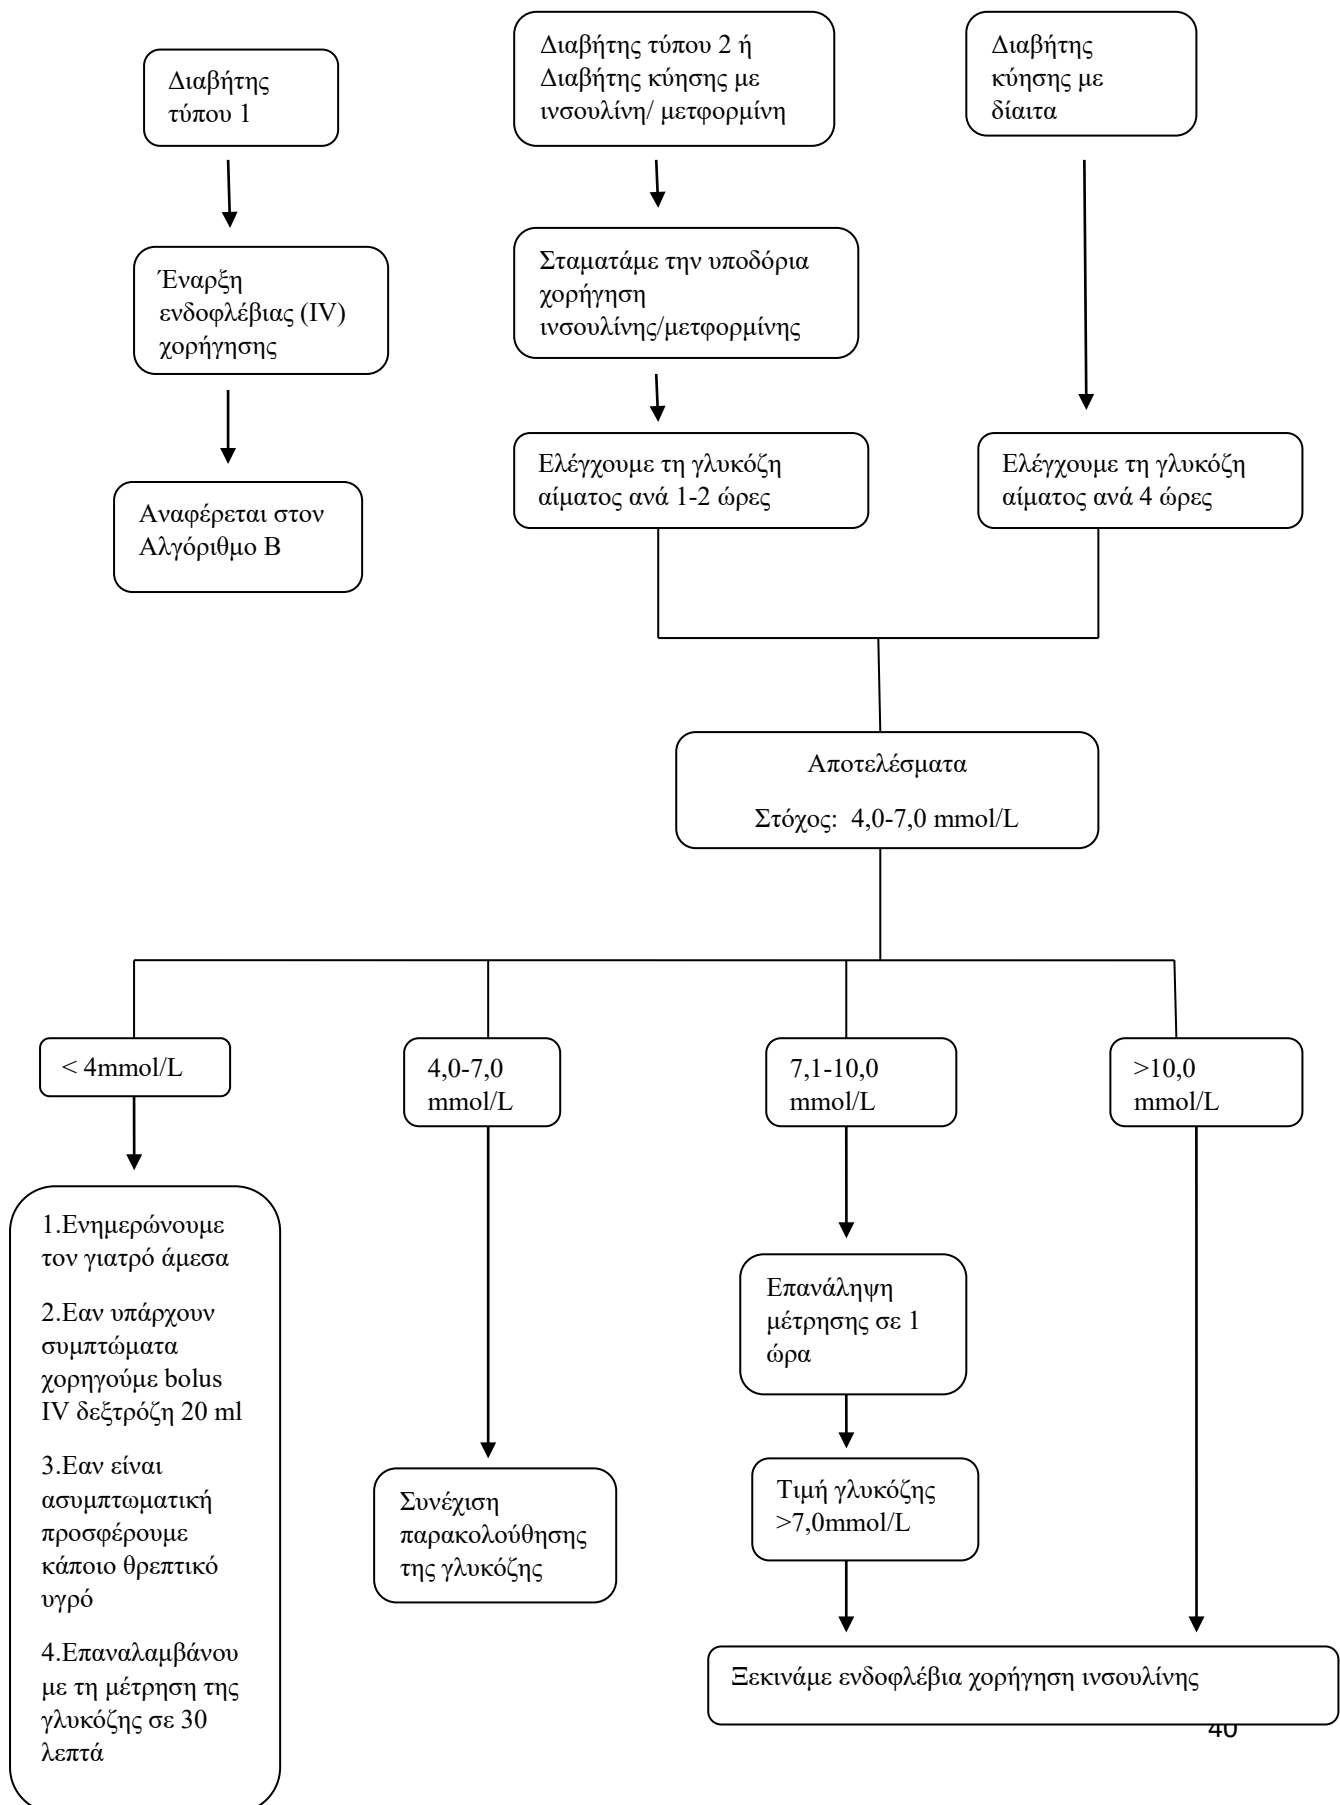 Διαβήτης
τύπου 1
Διαβήτης τύπου 2 ή
Διαβήτης κύησης με
ινσουλίνη/ μετφορμίνη
Διαβήτης
κύησης με
δίαιτα
Έναρξη
ενδοφλέβιας (IV)
χορήγησης
Σταματάμε την υποδόρια
χορήγηση
ινσουλίνης/μετφορμίνης
Αναφέρεται στον
Αλγόριθμο Β
Ελέγχουμε τη γλυκόζη
αίματος ανά 1-2 ώρες
Ελέγχουμε τη γλυκόζη
αίματος ανά 4 ώρες
Αποτελέσματα
Στόχος: 4,0-7,0 mmol/L
< 4mmol/L
4,0-7,0
mmol/L
7,1-10,0
mmol/L
>10,0
mmol/L
1.Ενημερώνουμε
τον γιατρό άμεσα
2.Εαν υπάρχουν
συμπτώματα
χορηγούμε bolus
IV δεξτρόζη 20 ml
3.Εαν είναι
ασυμπτωματική
προσφέρουμε
κάποιο θρεπτικό
υγρό
4.Επαναλαμβάνου
με τη μέτρηση της
γλυκόζης σε 30
λεπτά
Συνέχιση
παρακολούθησης
της γλυκόζης
Επανάληψη
μέτρησης σε 1
ώρα
Τιμή γλυκόζης
>7,0mmol/L
Ξεκινάμε ενδοφλέβια χορήγηση ινσουλίνης
40